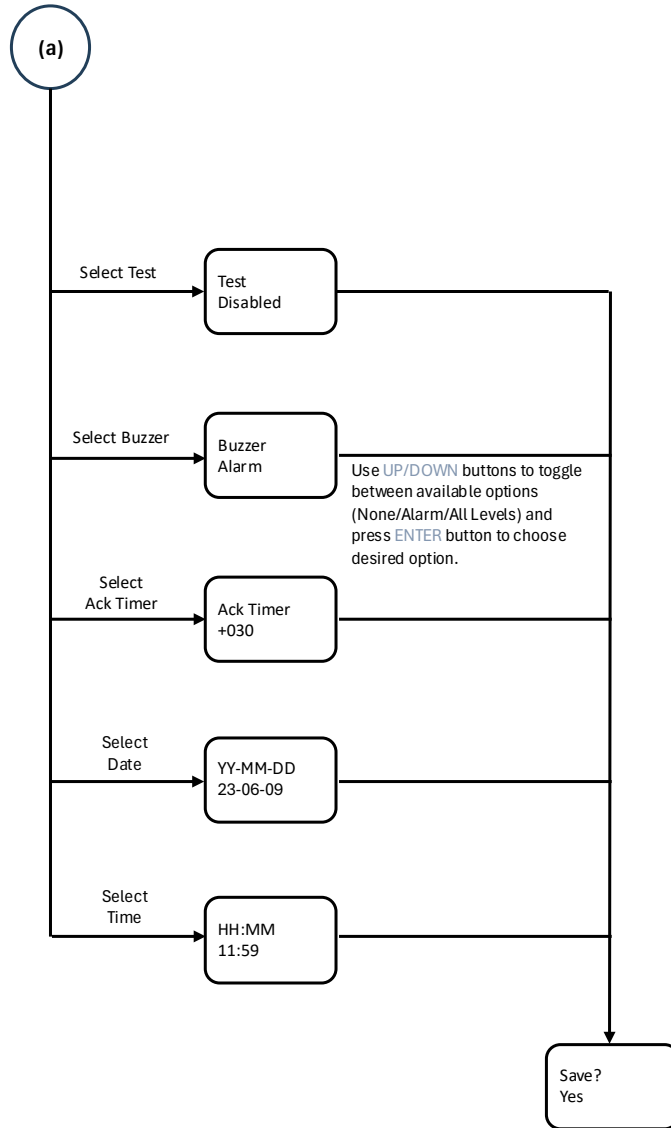 (a)
Select Test
Test
Disabled
Select Buzzer
Buzzer
Alarm
Use UP/DOWN buttons to toggle
between available options
(None/Alarm/All Levels) and
press ENTER button to choose
desired option.
Select
Ack Timer
Ack Timer
+030
Select
Date
YY-MM-DD
23-06-09
Select
Time
HH:MM
11:59
Save?
Yes